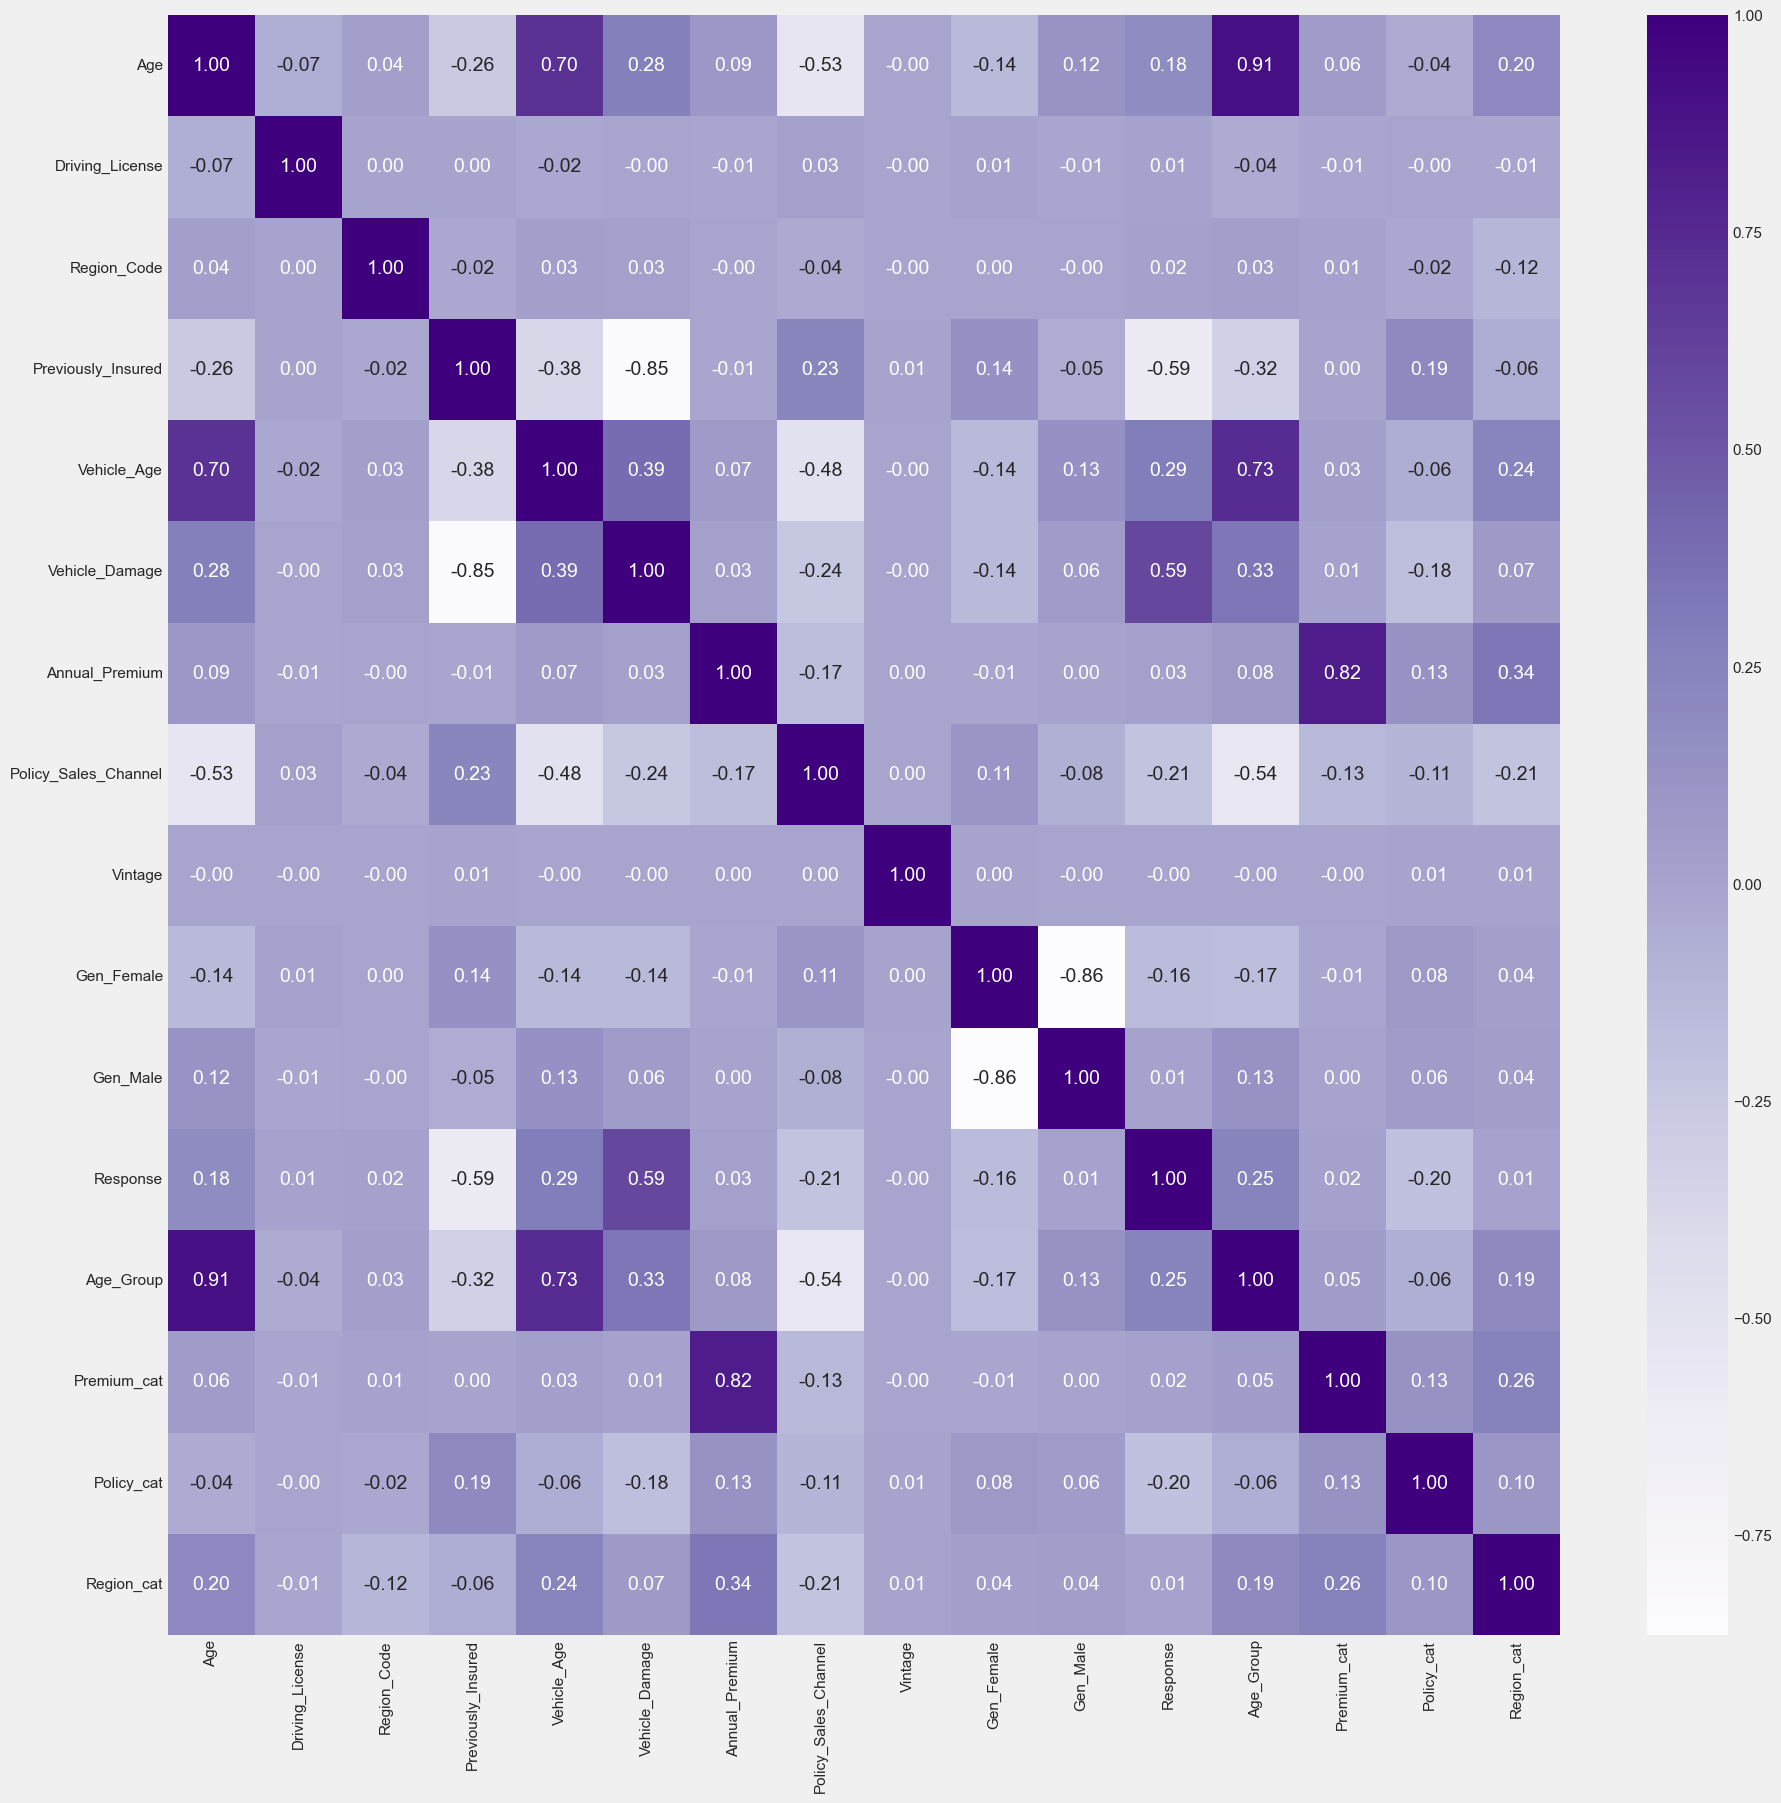 Age 1.00 -0.07 0.04 -0.26 0.70 0.28 0.09 -0.53 -0.00 -0.14 0.12 0.18 0.91 0.06 -0.04 0.20
Driving_License -0.07 1.00 0.00 0.00 -0.02 -0.00 -0.01 0.03 -0.00 0.01 -0.01 0.01 -0.04 -0.01 -0.00 -0.01
Region_Code 0.04 0.00 1.00 -0.02 0.03 0.03 -0.00 -0.04 -0.00 0.00 -0.00 0.02 0.03 0.01 -0.02 -0.12
Previously_Insured -0.26 0.00 -0.02 1.00 -0.38 -0.85 -0.01 0.23 0.01 0.14 -0.05 -0.59 -0.32 0.00 0.19 -0.06
Vehicle_Age 0.70 -0.02 0.03 -0.38 1.00 0.39 0.07 -0.48 -0.00 -0.14 0.13 0.29 0.73 0.03 -0.06 0.24
Vehicle_Damage 0.28 -0.00 0.03 -0.85 0.39 1.00 0.03 -0.24 -0.00 -0.14 0.06 0.59 0.33 0.01 -0.18 0.07
Annual_Premium 0.09 -0.01 -0.00 -0.01 0.07 0.03 1.00 -0.17 0.00 -0.01 0.00 0.03 0.08 0.82 0.13 0.34
Policy_Sales_Channel -0.53 0.03 -0.04 0.23 -0.48 -0.24 -0.17 1.00 0.00 0.11 -0.08 -0.21 -0.54 -0.13 -0.11 -0.21
Vintage -0.00 -0.00 -0.00 0.01 -0.00 -0.00 0.00 0.00 1.00 0.00 -0.00 -0.00 -0.00 -0.00 0.01 0.01
Gen_Female -0.14 0.01 0.00 0.14 -0.14 -0.14 -0.01 0.11 0.00 1.00 -0.86 -0.16 -0.17 -0.01 0.08 0.04
Gen_Male 0.12 -0.01 -0.00 -0.05 0.13 0.06 0.00 -0.08 -0.00 -0.86 1.00 0.01 0.13 0.00 0.06 0.04
Response 0.18 0.01 0.02 -0.59 0.29 0.59 0.03 -0.21 -0.00 -0.16 0.01 1.00 0.25 0.02 -0.20 0.01
Age_Group 0.91 -0.04 0.03 -0.32 0.73 0.33 0.08 -0.54 -0.00 -0.17 0.13 0.25 1.00 0.05 -0.06 0.19
Premium_cat 0.06 -0.01 0.01 0.00 0.03 0.01 0.82 -0.13 -0.00 -0.01 0.00 0.02 0.05 1.00 0.13 0.26
Policy_cat -0.04 -0.00 -0.02 0.19 -0.06 -0.18 0.13 -0.11 0.01 0.08 0.06 -0.20 -0.06 0.13 1.00 0.10
Region_cat 0.20 -0.01 -0.12 -0.06 0.24 0.07 0.34 -0.21 0.01 0.04 0.04 0.01 0.19 0.26 0.10 1.00
Age
Driving_License
Region_Code
Previously_Insured
Vehicle_Age
Vehicle_Damage
Annual_Premium
Policy_Sales_Channel
Vintage
Gen_Female
Gen_Male
Response
Age_Group
Premium_cat
Policy_cat
Region_cat
1.00
0.75
0.50
0.25
0.00
−0.25
−0.50
−0.75